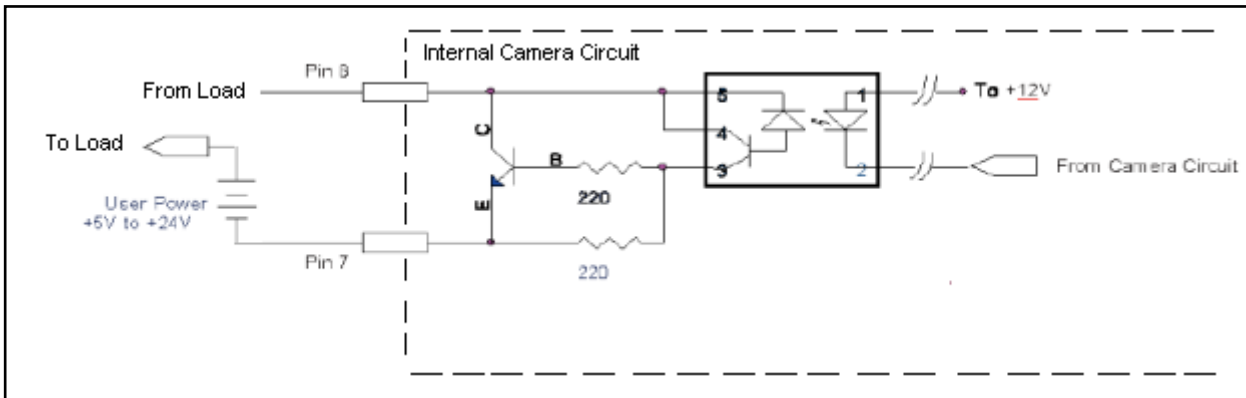 Internal Camera Circuit
Pin 8
From Load
To Load
User Power
+5V to +24V
Pin 7
C
B
E
220
220
5
4
3
1
2
To +12V
From Camera Circuit